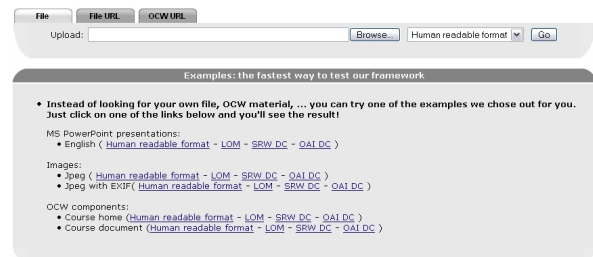 File File URL OCW URL
Upload: Browse... Human readable format Go
Examples: the fastest way to test our framework
• Instead of looking for your own file, OCW material, ... you can try one of the examples we chose out for you.
Just click on one of the links below and you'll see the result!
MS PowerPoint presentations:
• English ( Human readable format - LOM - SRW DC - OAI DC )
Images:
• Jpeg ( Human readable format - LOM - SRW DC - OAI DC )
• Jpeg with EXIF( Human readable format - LOM - SRW DC - OAI DC )
OCW components:
• Course home (Human readable format - LOM - SRW DC - OAI DC )
• Course document (Human readable format - LOM - SRW DC - OAI DC )